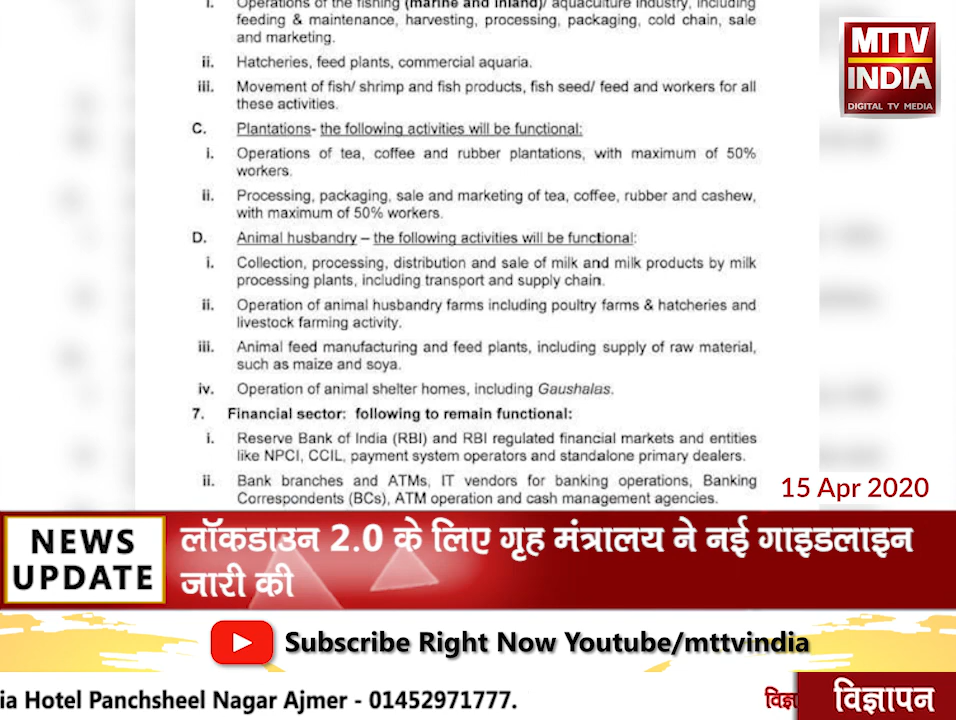 i. Operations of the fishing (marine and inland)/ aquaculture industry, including
feeding & maintenance, harvesting, processing, packaging, cold chain, sale
and marketing.
ii. Hatcheries, feed plants, commercial aquaria.
iii. Movement of fish/ shrimp and fish products, fish seed/ feed and workers for all
these activities.
C. Plantations- the following activities will be functional:
i. Operations of tea, coffee and rubber plantations, with maximum of 50%
workers.
ii. Processing, packaging, sale and marketing of tea, coffee, rubber and cashew,
with maximum of 50% workers.
D. Animal husbandry – the following activities will be functional:
i. Collection, processing, distribution and sale of milk and milk products by milk
processing plants, including transport and supply chain.
ii. Operation of animal husbandry farms including poultry farms & hatcheries and
livestock farming activity.
iii. Animal feed manufacturing and feed plants, including supply of raw material,
such as maize and soya.
iv. Operation of animal shelter homes, including Gaushalas.
7. Financial sector: following to remain functional:
i. Reserve Bank of India (RBI) and RBI regulated financial markets and entities
like NPCI, CCIL, payment system operators and standalone primary dealers.
ii. Bank branches and ATMs, IT vendors for banking operations, Banking
Correspondents (BCs), ATM operation and cash management agencies.
MTTV
INDIA
DIGITAL TV MEDIA
15 Apr 2020
NEWS
UPDATE
लॉकडाउन 2.0 के लिए गृह मंत्रालय ने नई गाइडलाइन
जारी की
Subscribe Right Now Youtube/mttvindia
ia Hotel Panchsheel Nagar Ajmer - 01452971777.
विज्ञापन